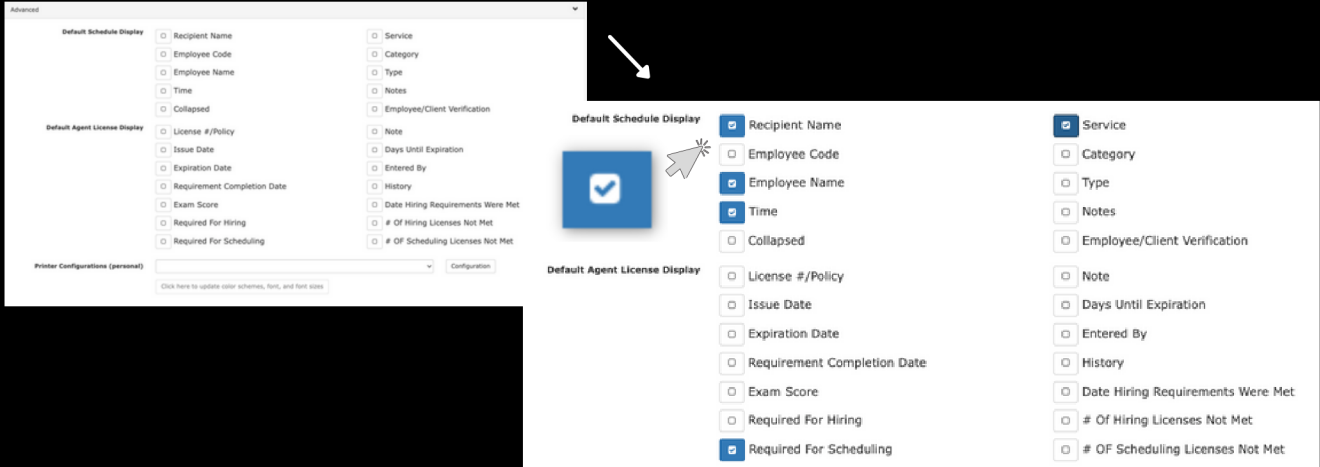 Advanced
Default Schedule Display
Recipient Name Service
Employee Code Category
Employee Name Type
Time Notes
Collapsed Employee/Client Verification
Default Agent License Display
License #/Policy Note
Issue Date Days Until Expiration
Expiration Date Entered By
Requirement Completion Date History
Exam Score Date Hiring Requirements Were Met
Required For Hiring # Of Hiring Licenses Not Met
Required For Scheduling # OF Scheduling Licenses Not Met
Printer Configurations (personal) Configuration
Click here to update color schemes, font, and font sizes
Default Schedule Display
Recipient Name Service
Employee Code Category
Employee Name Type
Time Notes
Collapsed Employee/Client Verification
Default Agent License Display
License #/Policy Note
Issue Date Days Until Expiration
Expiration Date Entered By
Requirement Completion Date History
Exam Score Date Hiring Requirements Were Met
Required For Hiring # Of Hiring Licenses Not Met
Required For Scheduling # OF Scheduling Licenses Not Met